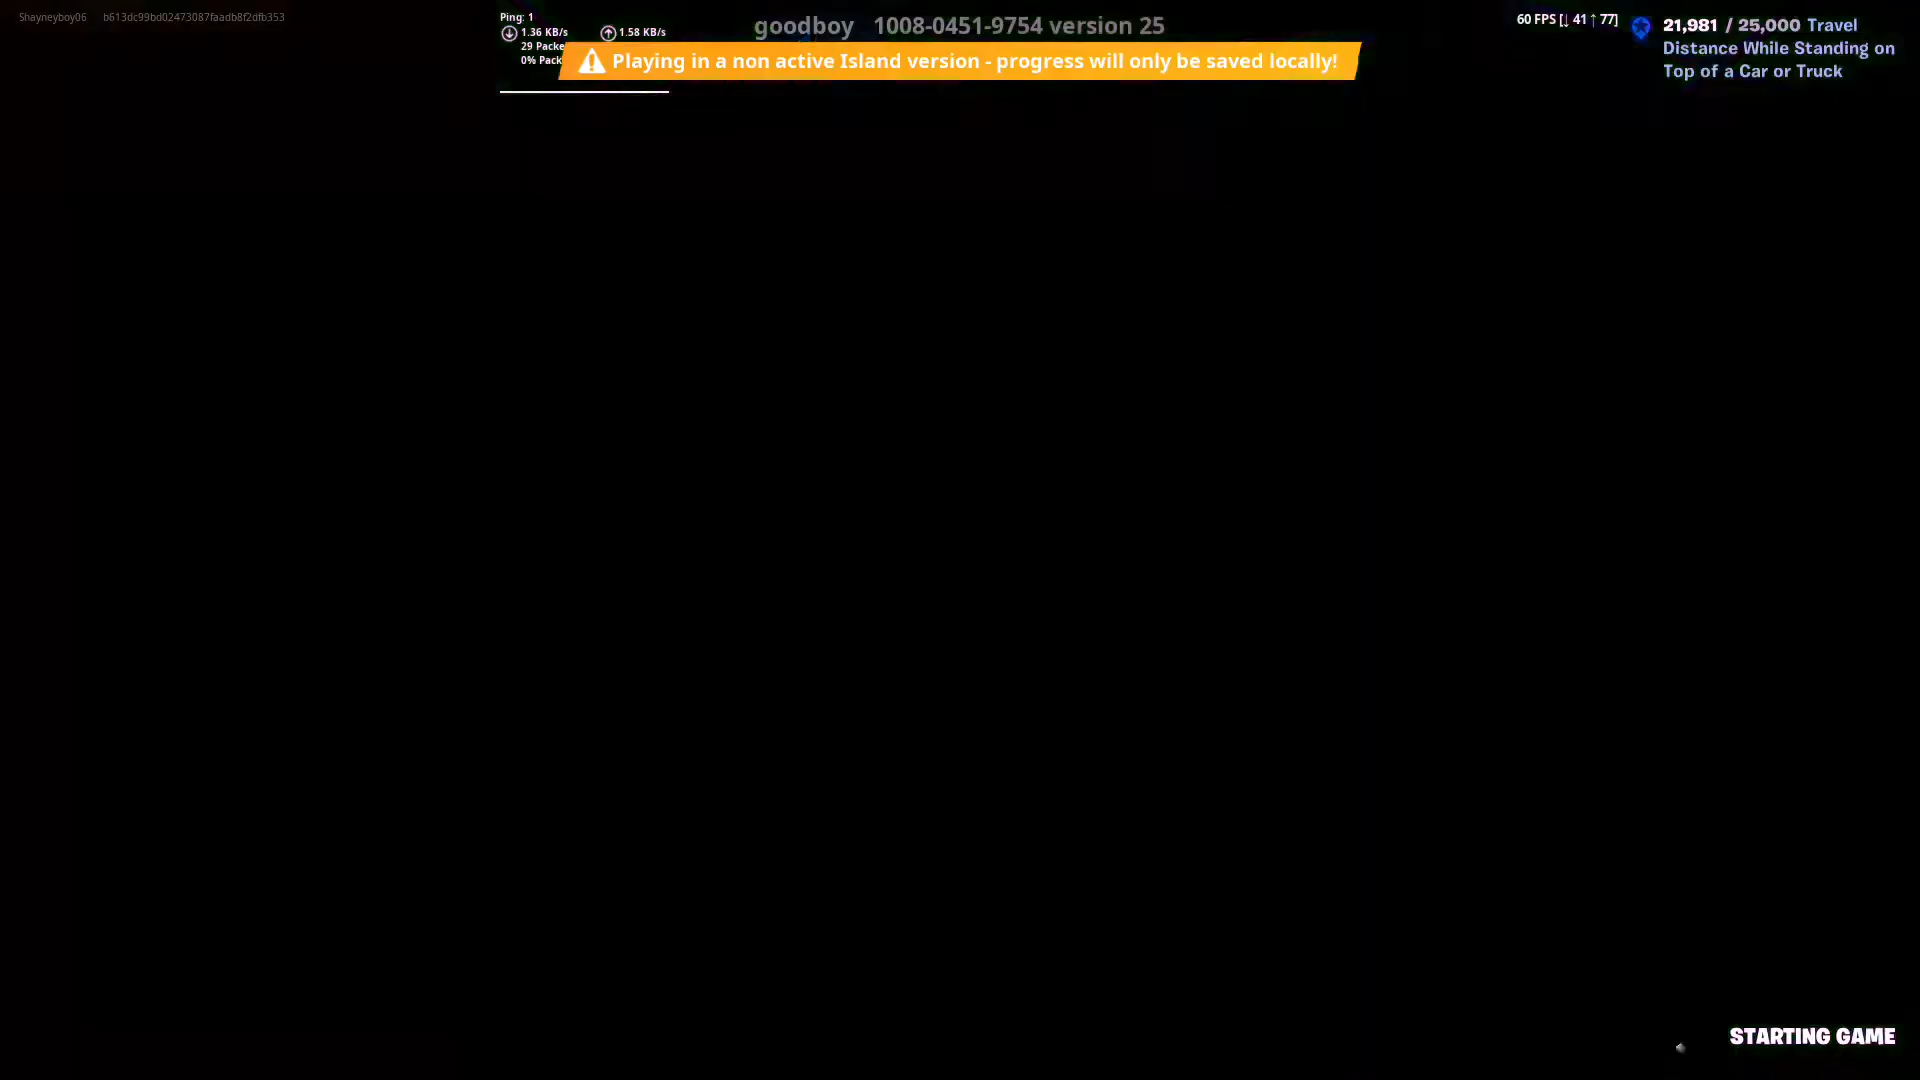 Shayneyboy06 b613dc99bd02473087faadb8f2dfb353
Ping: 1
1.36 KB/s 1.58 KB/s
29 Packe
0% Pack
goodboy 1008-0451-9754 version 25
Playing in a non active Island version - progress will only be saved locally!
60 FPS [↓ 41 ↑ 77]
21,981 / 25,000 Travel
Distance While Standing on
Top of a Car or Truck
STARTING GAME